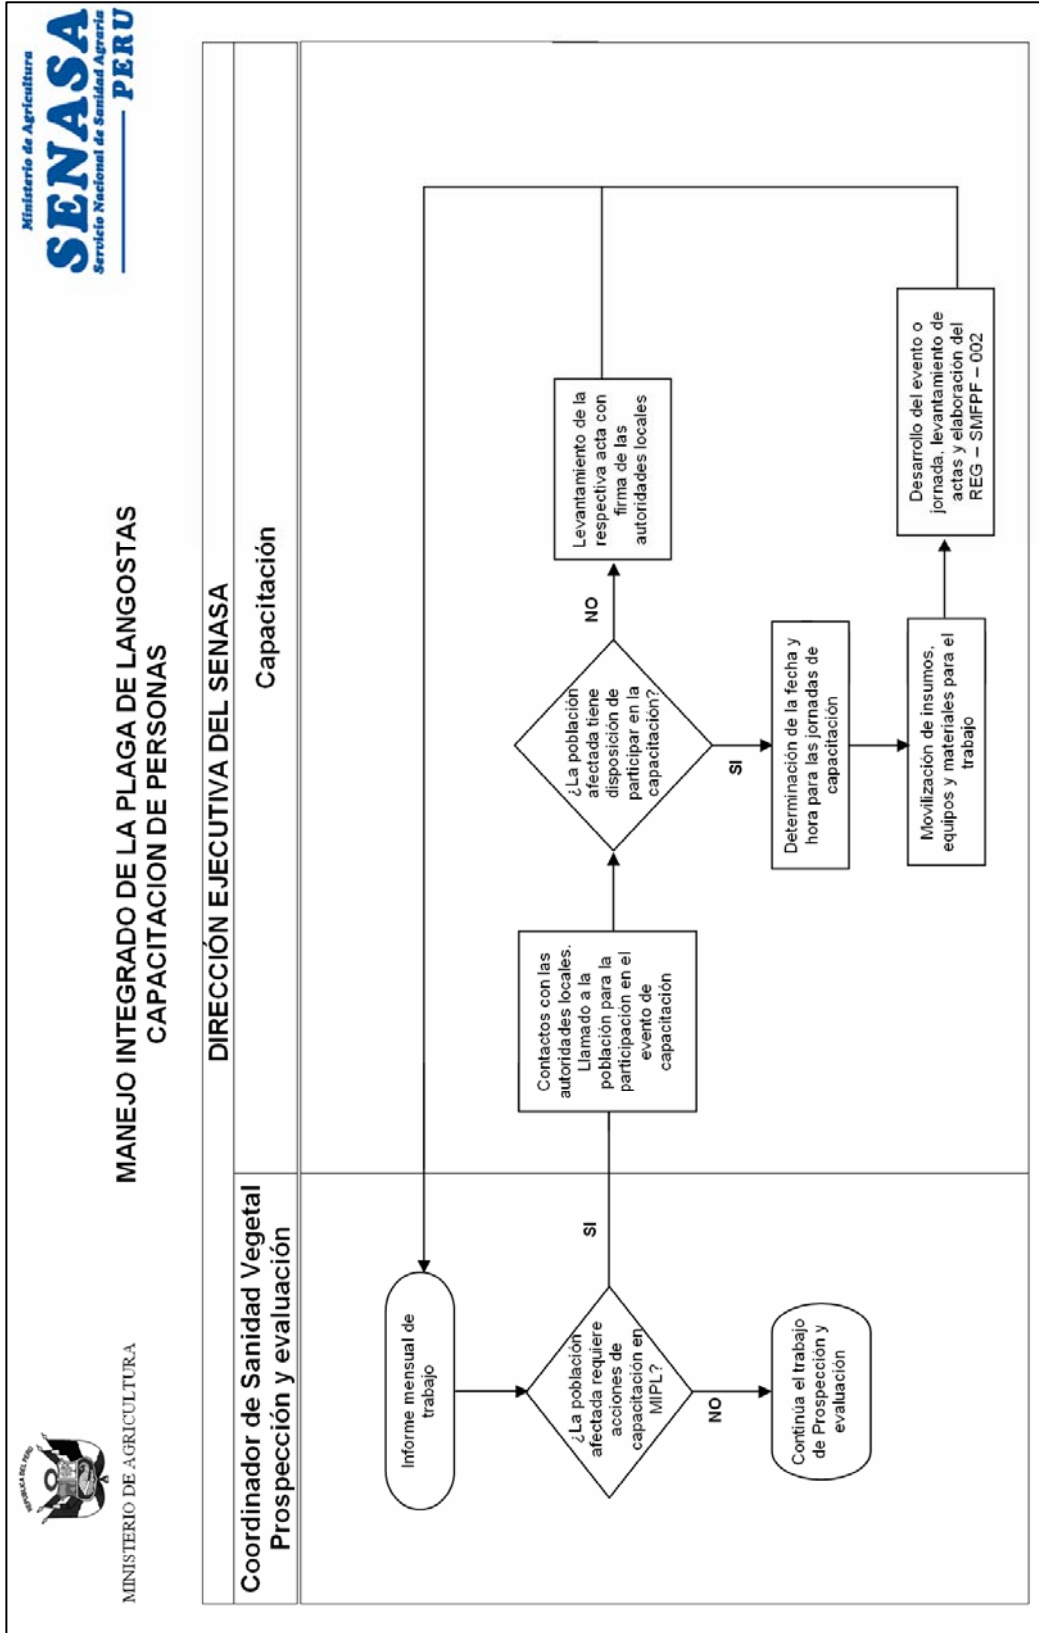 REPUBLICA DEL PERU
MINISTERIO DE AGRICULTURA
Ministerio de Agricultura
SENASA
Servicio Nacional de Sanidad Agraria
PERU
MANEJO INTEGRADO DE LA PLAGA DE LANGOSTAS
CAPACITACION DE PERSONAS
DIRECCIÓN EJECUTIVA DEL SENASA
Coordinador de Sanidad Vegetal
Prospección y evaluación
Capacitación
Informe mensual de
trabajo
¿La población
afectada requiere
acciones de
capacitación en
MIPL?
SI
NO
Continúa el trabajo
de Prospección y
evaluación
Contactos con las
autoridades locales.
Llamado a la
población para la
participación en el
evento de
capacitación
¿La población
afectada tiene
disposición de
participar en la
capacitación?
NO
SI
Levantamiento de la
respectiva acta con
firma de las
autoridades locales
Determinación de la fecha y
hora para las jornadas de
capacitación
Movilización de insumos,
equipos y materiales para el
trabajo
Desarrollo del evento o
jornada, levantamiento de
actas y elaboración del
REG – SMFPF – 002